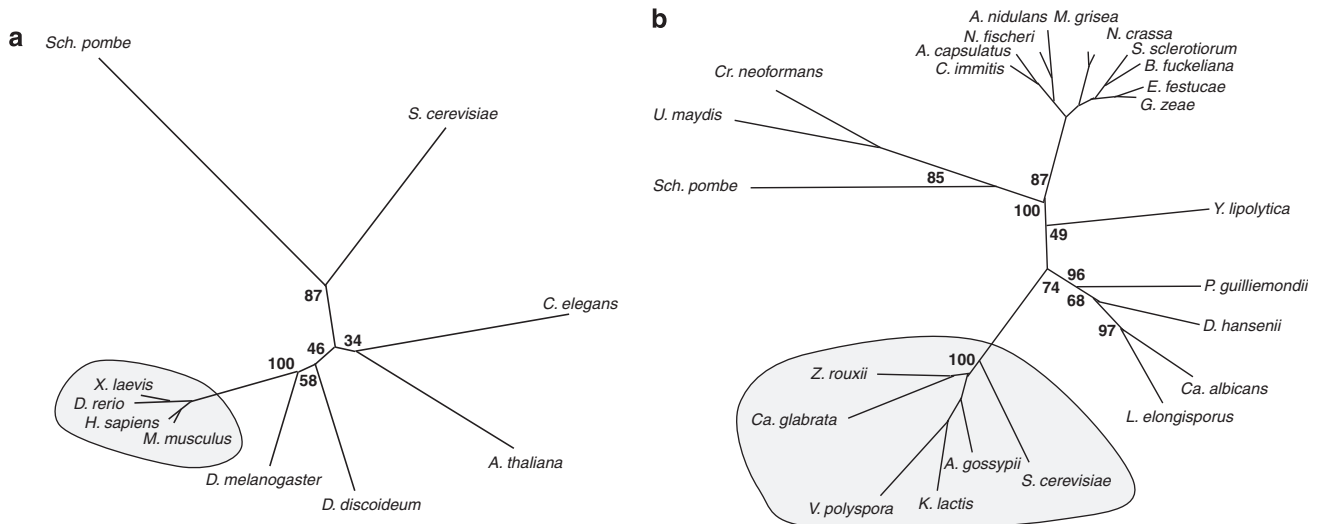 a
Sch. pombe
S. cerevisiae
87
C. elegans
34
46
100
58
X. laevis
D. rerio
H. sapiens
M. musculus
D. melanogaster
D. discoideum
A. thaliana
b
A. nidulans
M. grisea
N. fischeri
N. crassa
A. capsulatus
S. sclerotiorum
C. immitis
B. fuckeliana
E. festucae
G. zeae
Cr. neoformans
U. maydis
Sch. pombe
85
87
100
Y. lipolytica
49
96
74
P. guilliemondii
68
D. hansenii
97
Ca. albicans
L. elongisporus
100
Z. rouxii
Ca. glabrata
A. gossypii
S. cerevisiae
V. polyspora
K. lactis